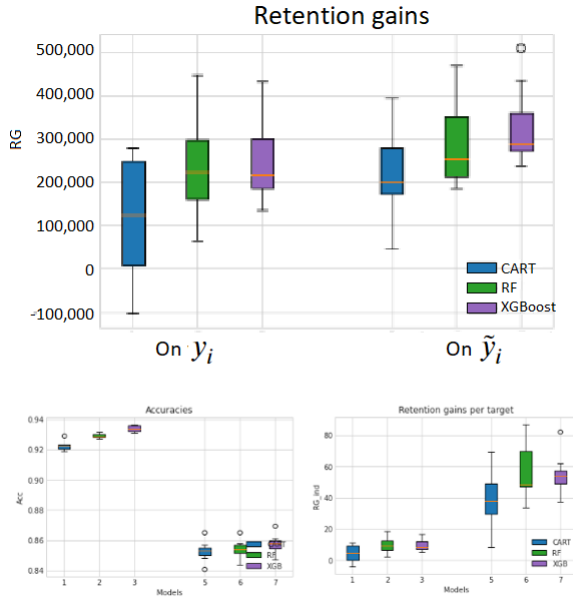 Retention gains
500,000
400,000
300,000
200,000
100,000
0
-100,000
RG
CART
RF
XGBoost
On yᵢ
On ỹᵢ
Accuracies
0.94
0.92
0.90
0.88
0.86
0.84
Acc
RF
XGB
1 2 3 5 6 7
Models
Retention gains per target
80
60
40
20
0
RG_ind
CART
RF
XGB
1 2 3 5 6 7
Models